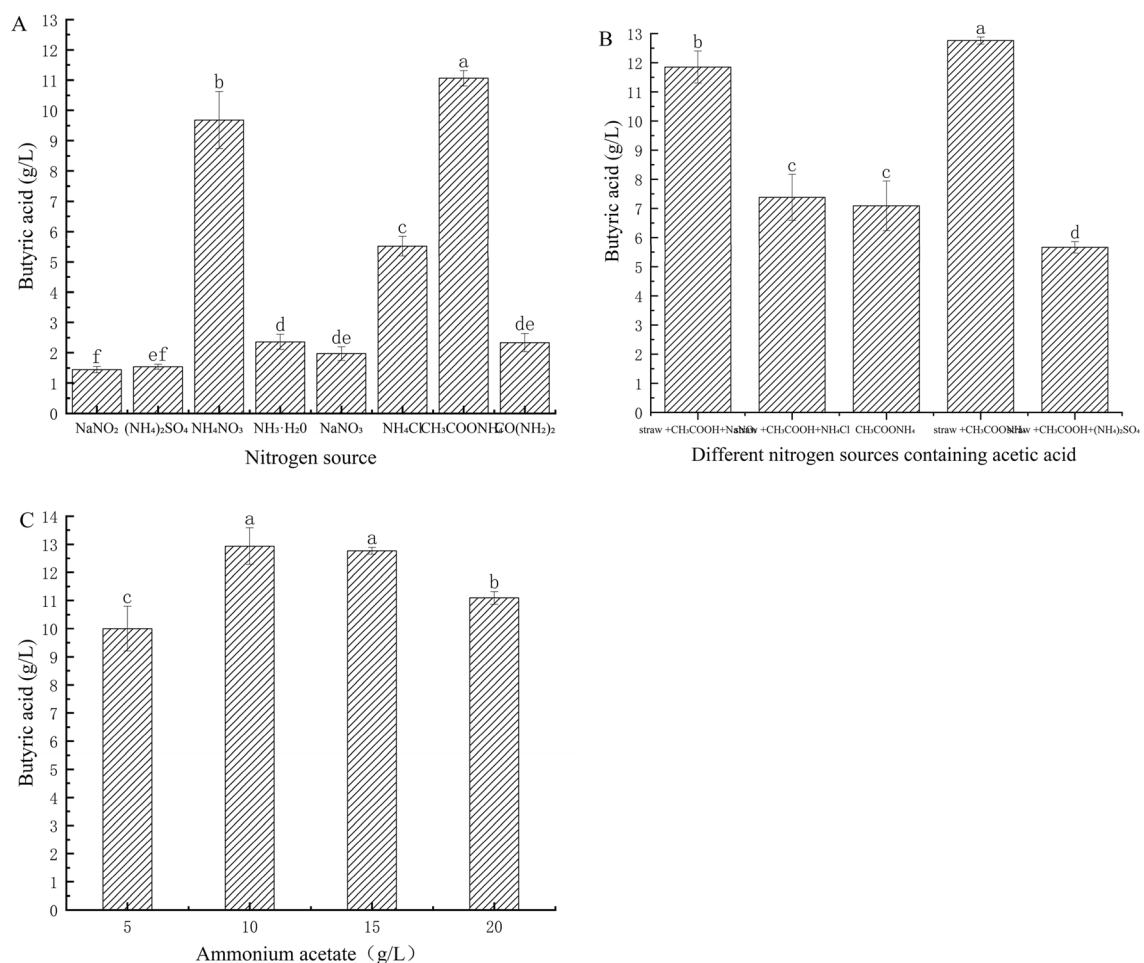 A
Butyric acid (g/L)
13
12
11
10
9
8
7
6
5
4
3
2
1
0
f
ef
b
d
de
c
a
de
NaNO₂ (NH₄)₂SO₄ NH₄NO₃ NH₃·H₂0 NaNO₃ NH₄Cl CH₃COONH₄ CO(NH₂)₂
Nitrogen source
B
Butyric acid (g/L)
13
12
11
10
9
8
7
6
5
4
3
2
1
0
b
c
c
a
d
straw +CH₃COOH+ straw +CH₃COOH+NH₄Cl CH₃COONH₄ straw +CH₃COONH₄ straw +CH₃COOH+(NH₄)₂SO₄
Different nitrogen sources containing acetic acid
C
Butyric acid (g/L)
14
13
12
11
10
9
8
7
6
5
4
3
2
1
0
c
a
a
b
5 10 15 20
Ammonium acetate（g/L）